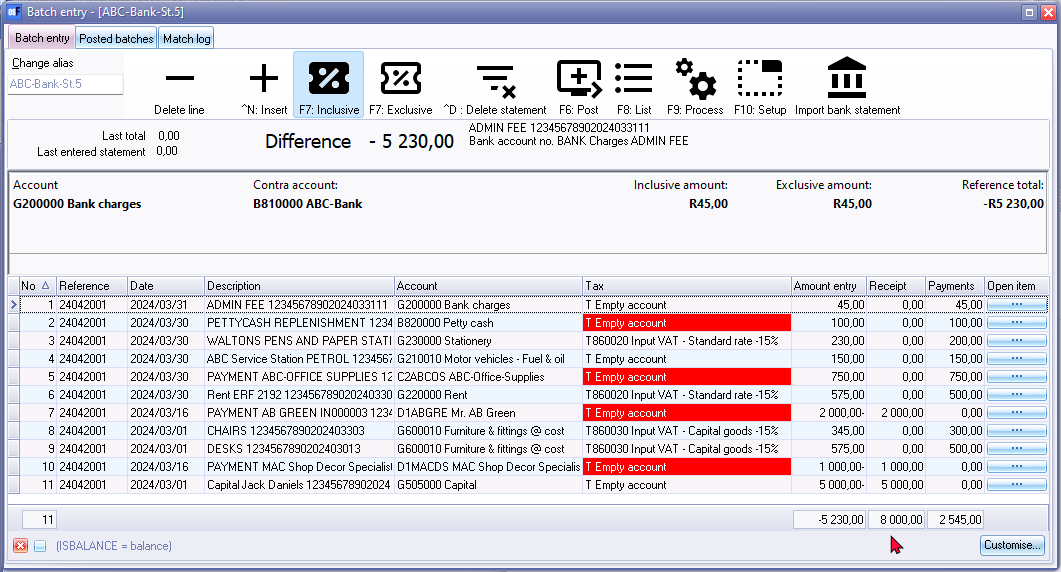 Batch entry - [ABC-Bank-St.5]
Batch entry Posted batches Match log
Change alias
ABC-Bank-St.5
Delete line ^N: Insert F7: Inclusive F7: Exclusive ^D : Delete statement F6: Post F8: List F9: Process F10: Setup Import bank statement
Last total 0,00
Last entered statement 0,00
Difference - 5 230,00
ADMIN FEE 12345678902024033111
Bank account no. BANK Charges ADMIN FEE
Account Contra account: Inclusive amount: Exclusive amount: Reference total:
G200000 Bank charges B810000 ABC-Bank R45,00 R45,00 -R5 230,00
No Reference Date Description Account Tax Amount entry Receipt Payments Open item
1 24042001 2024/03/31 ADMIN FEE 12345678902024033111 G200000 Bank charges T Empty account 45,00 0,00 45,00 ...
2 24042001 2024/03/30 PETTYCASH REPLENISHMENT 1234 B820000 Petty cash T Empty account 100,00 0,00 100,00 ...
3 24042001 2024/03/30 WALTONS PENS AND PAPER STATI G230000 Stationery T860020 Input VAT - Standard rate -15% 230,00 0,00 200,00 ...
4 24042001 2024/03/30 ABC Service Station PETROL 1234567 G210010 Motor vehicles - Fuel & oil T Empty account 150,00 0,00 150,00 ...
5 24042001 2024/03/30 PAYMENT ABC-OFFICE SUPPLIES 12 C2ABCOS ABC-Office-Supplies T Empty account 750,00 0,00 750,00 ...
6 24042001 2024/03/30 Rent ERF 2192 123456789020240330 G220000 Rent T860020 Input VAT - Standard rate -15% 575,00 0,00 500,00 ...
7 24042001 2024/03/16 PAYMENT AB GREEN IN000003 1234 D1ABGRE Mr. AB Green T Empty account 2 000,00- 2 000,00 0,00 ...
8 24042001 2024/03/01 CHAIRS 1234567890202403303 G600010 Furniture & fittings @ cost T860030 Input VAT - Capital goods -15% 345,00 0,00 300,00 ...
9 24042001 2024/03/01 DESKS 1234567890202403013 G600010 Furniture & fittings @ cost T860030 Input VAT - Capital goods -15% 575,00 0,00 500,00 ...
10 24042001 2024/03/16 PAYMENT MAC Shop Decor Specialist D1MACDS MAC Shop Decor Specialis T Empty account 1 000,00- 1 000,00 0,00 ...
11 24042001 2024/03/01 Capital Jack Daniels 12345678902024 G505000 Capital T Empty account 5 000,00- 5 000,00 0,00 ...
11 -5 230,00 8 000,00 2 545,00
(ISBALANCE = balance) Customise...